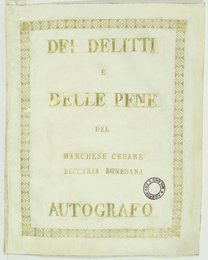 DEI DELITTI
E
DELLE PENE
DEL
MARCHESE CESARE
BECCARIA BONESANA
AUTOGRAFO